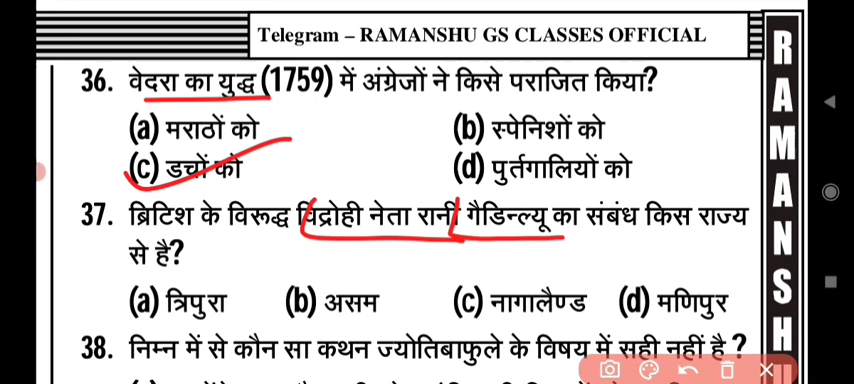 Telegram – RAMANSHU GS CLASSES OFFICIAL
36. वेदरा का युद्ध (1759) में अंग्रेजों ने किसे पराजित किया?
(a) मराठों को (b) स्पेनिशों को
(c) डचों को (d) पुर्तगालियों को
37. ब्रिटिश के विरूद्ध विद्रोही नेता रानी गैडिन्ल्यू का संबंध किस राज्य
से है?
(a) त्रिपुरा (b) असम (c) नागालैण्ड (d) मणिपुर
38. निम्न में से कौन सा कथन ज्योतिबाफुले के विषय में सही नहीं है ?
RAMANSH